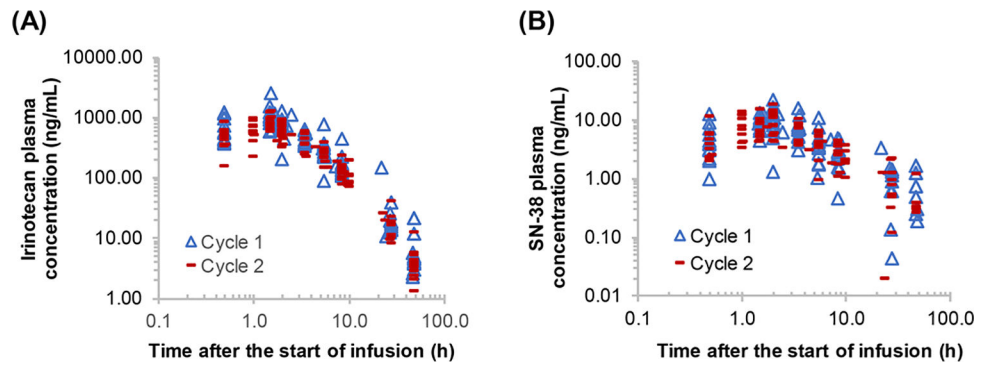 (A)
Irinotecan plasma
concentration (ng/mL)
10000.00
1000.00
100.00
10.00
1.00
Cycle 1
Cycle 2
0.1
1.0
10.0
100.0
Time after the start of infusion (h)
(B)
SN-38 plasma
concentration (ng/mL)
100.00
10.00
1.00
0.10
0.01
Cycle 1
Cycle 2
0.1
1.0
10.0
100.0
Time after the start of infusion (h)